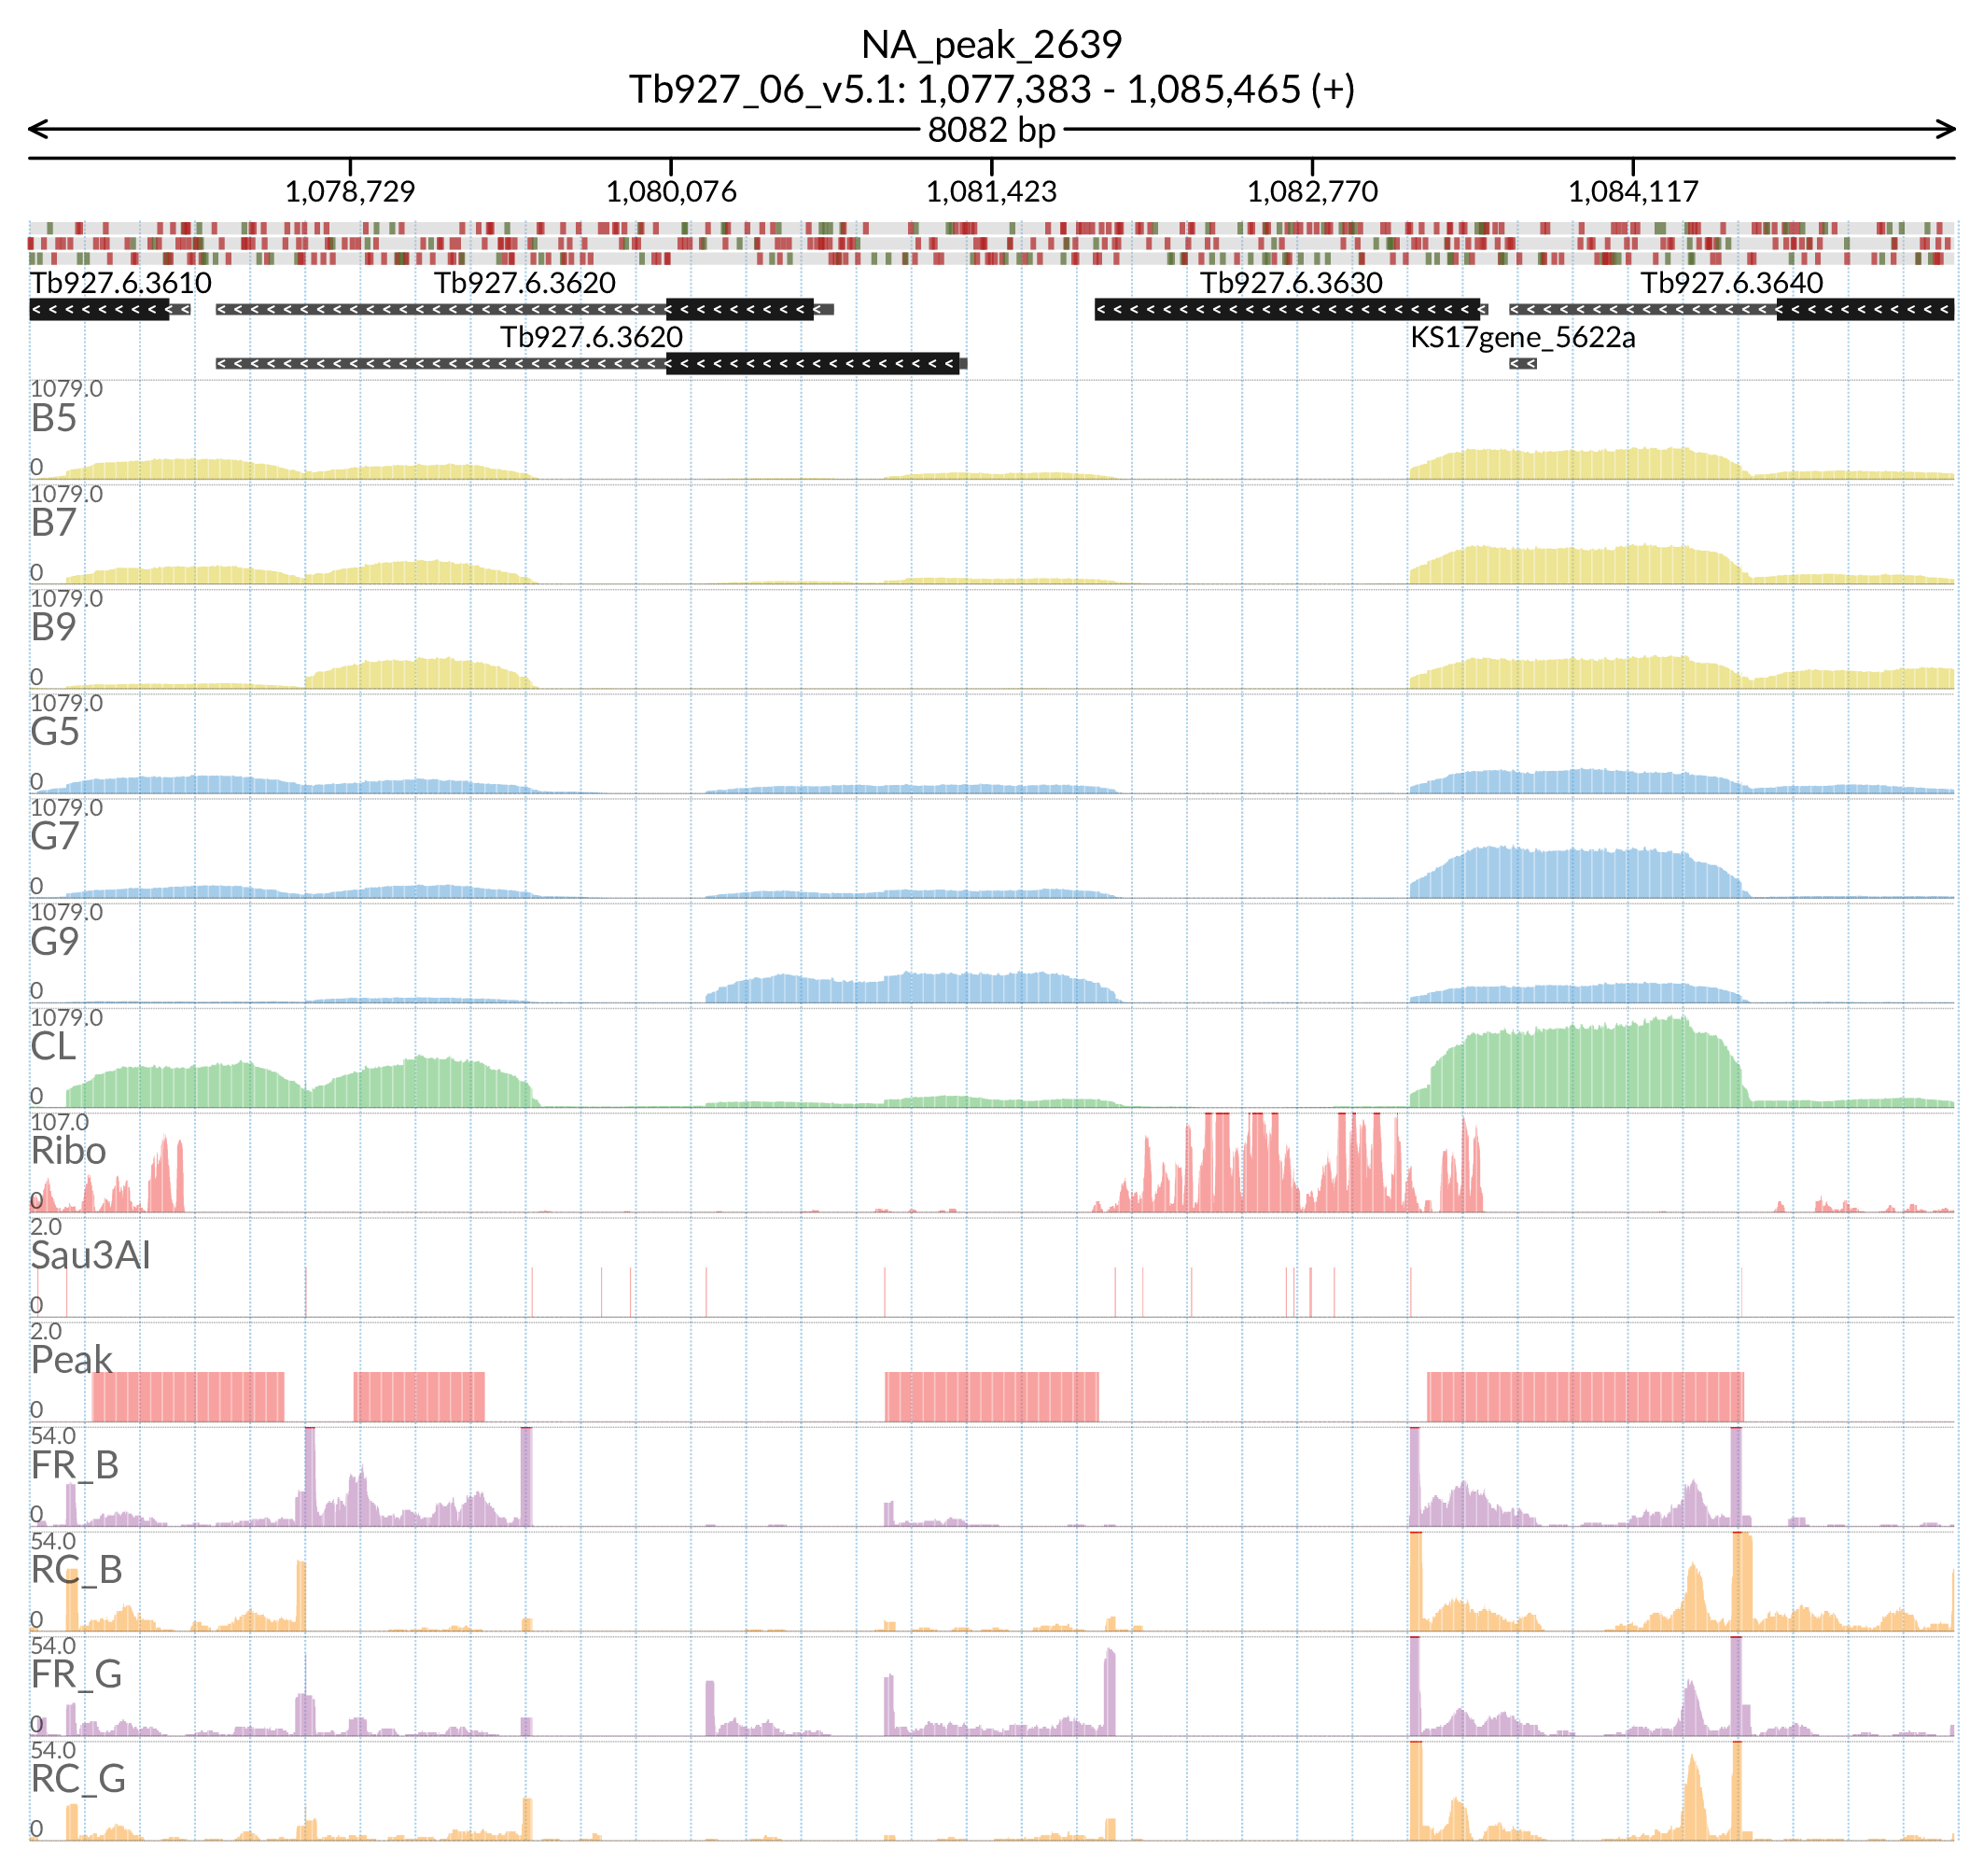 NA_peak_2639
Tb927_06_v5.1: 1,077,383 - 1,085,465 (+)
8082 bp
1,078,729 1,080,076 1,081,423 1,082,770 1,084,117
Tb927.6.3610 Tb927.6.3620 Tb927.6.3630 Tb927.6.3640
Tb927.6.3620 KS17gene_5622a
1079.0
B5
0
1079.0
B7
0
1079.0
B9
0
1079.0
G5
0
1079.0
G7
0
1079.0
G9
0
1079.0
CL
0
107.0
Ribo
0
2.0
Sau3AI
0
2.0
Peak
0
54.0
FR_B
0
54.0
RC_B
0
54.0
FR_G
0
54.0
RC_G
0